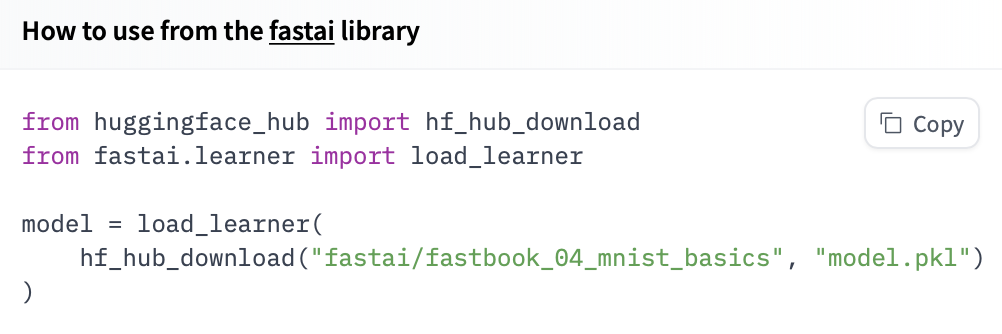 How to use from the fastai library
Copy
from huggingface_hub import hf_hub_download
from fastai.learner import load_learner

model = load_learner(
    hf_hub_download("fastai/fastbook_04_mnist_basics", "model.pkl")
)